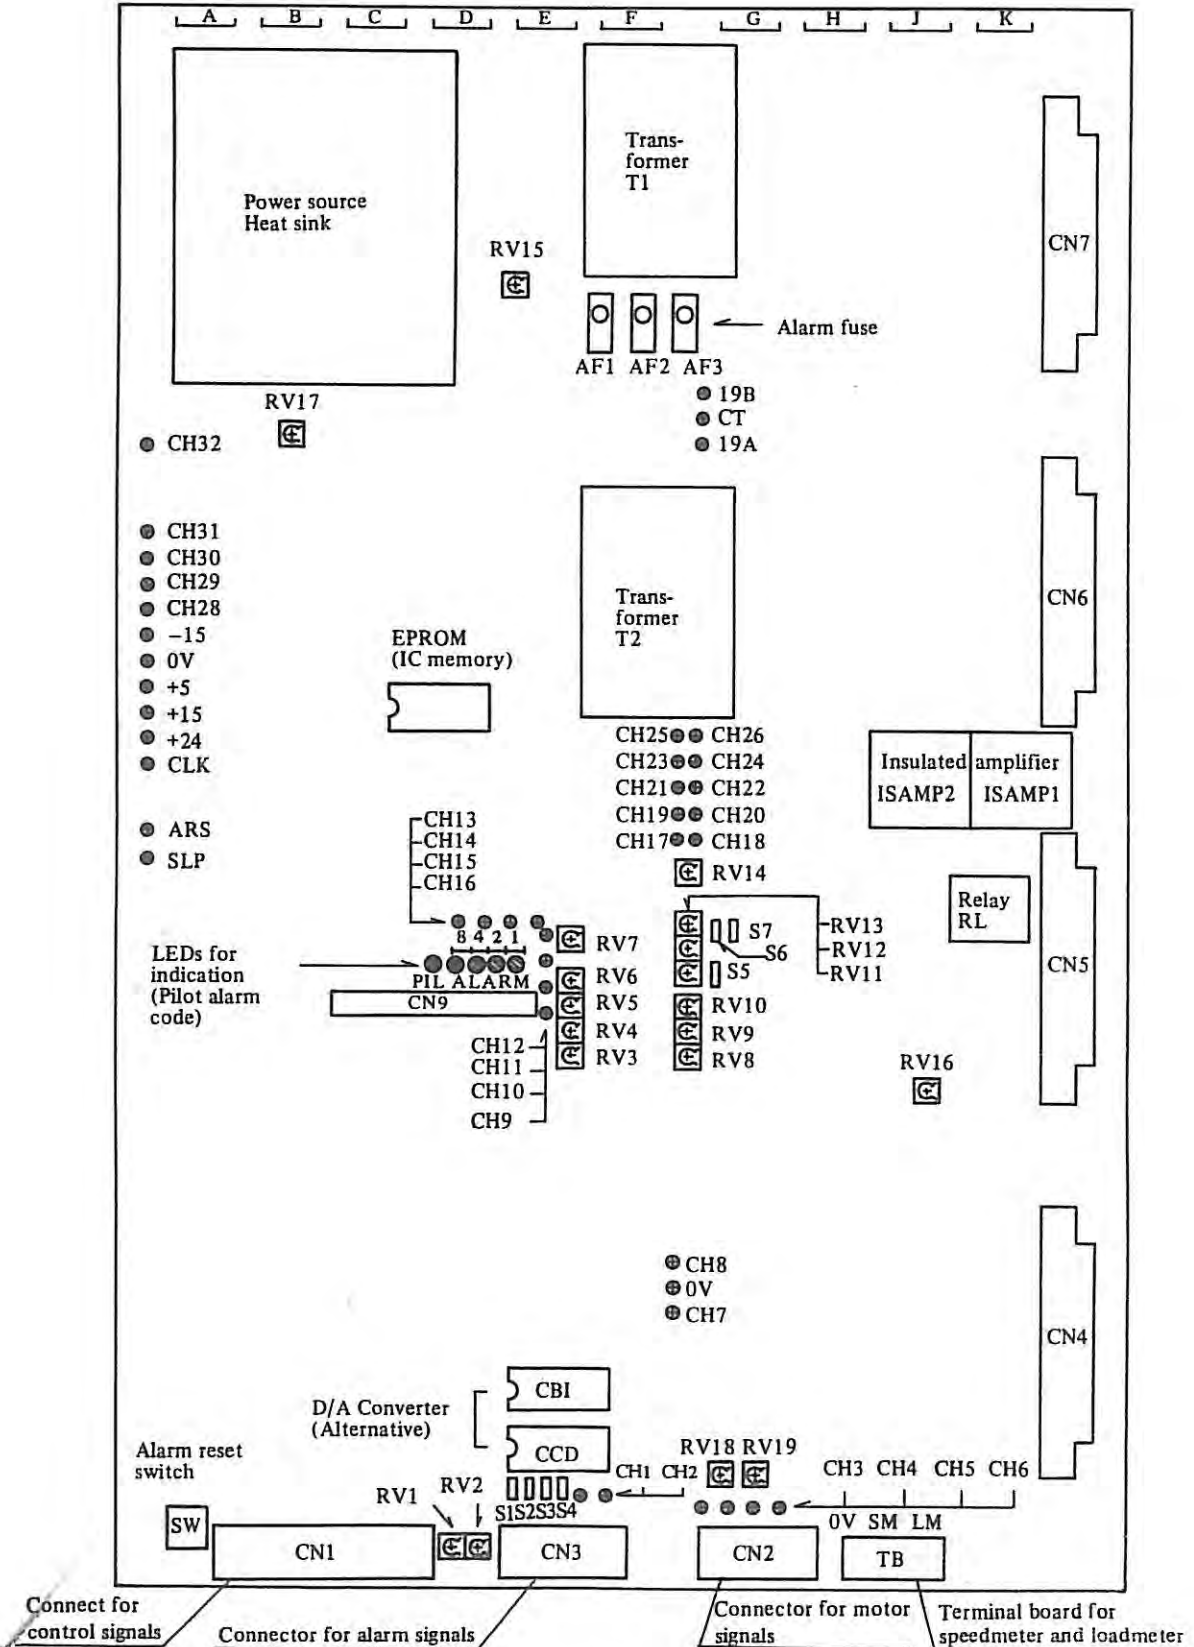 A B C D E F G H J K
Trans-
former
T1
Power source
Heat sink
CN7
RV15
Alarm fuse
AF1 AF2 AF3
19B
CT
19A
RV17
CH32
CH31
CH30
CH29
CH28
−15
0V
+5
+15
+24
CLK
ARS
SLP
Trans-
former
T2
CN6
EPROM
(IC memory)
CH25 CH26
CH23 CH24
CH21 CH22
CH19 CH20
CH17 CH18
RV14
Insulated amplifier
ISAMP2 ISAMP1
CH13
CH14
CH15
CH16
Relay
RL
CN5
8 4 2 1
PIL ALARM
CN9
LEDs for
indication
(Pilot alarm
code)
RV7
RV6
RV5
RV4
RV3
S7
S6
S5
RV13
RV12
RV11
RV10
RV9
RV8
CH12
CH11
CH10
CH9
RV16
CH8
0V
CH7
CN4
CBI
D/A Converter
(Alternative)
CCD
Alarm reset
switch
RV1 RV2
S1S2S3S4
CH1 CH2
RV18 RV19
CH3 CH4 CH5 CH6
0V SM LM
SW
CN1
CN3
CN2
TB
Connect for
control signals
Connector for alarm signals
Connector for motor
signals
Terminal board for
speedmeter and loadmeter